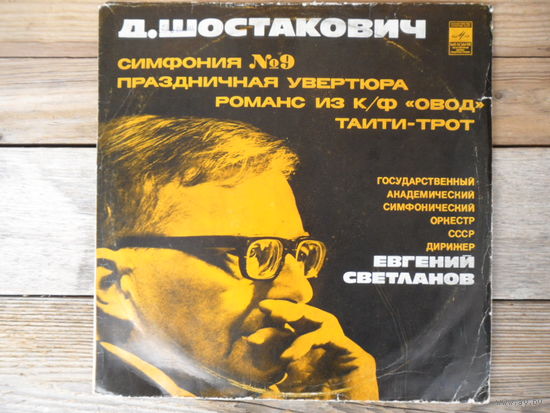 Д.ШОСТАКОВИЧ
СИМФОНИЯ №9
ПРАЗДНИЧНАЯ УВЕРТЮРА
РОМАНС ИЗ К/Ф «ОВОД»
ТАИТИ-ТРОТ
ГОСУДАРСТВЕННЫЙ
АКАДЕМИЧЕСКИЙ
СИМФОНИЧЕСКИЙ
ОРКЕСТР
СССР
ДИРИЖЕР
ЕВГЕНИЙ
СВЕТЛАНОВ